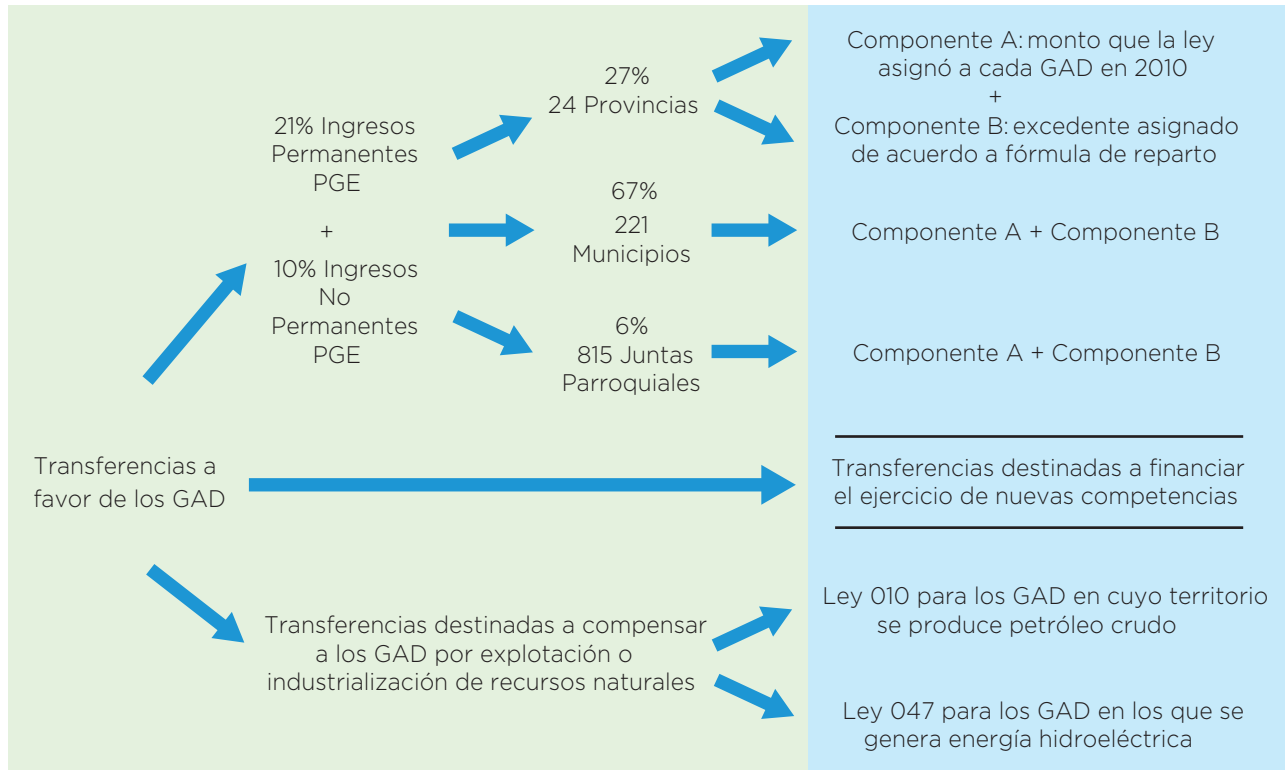 Transferencias a
favor de los GAD
21% Ingresos
Permanentes
PGE
+
10% Ingresos
No
Permanentes
PGE
27%
24 Provincias
Componente A: monto que la ley
asignó a cada GAD en 2010
+
Componente B: excedente asignado
de acuerdo a fórmula de reparto
67%
221
Municipios
Componente A + Componente B
6%
815 Juntas
Parroquiales
Componente A + Componente B
Transferencias destinadas a financiar
el ejercicio de nuevas competencias
Transferencias destinadas a compensar
a los GAD por explotación o
industrialización de recursos naturales
Ley 010 para los GAD en cuyo territorio
se produce petróleo crudo
Ley 047 para los GAD en los que se
genera energía hidroeléctrica